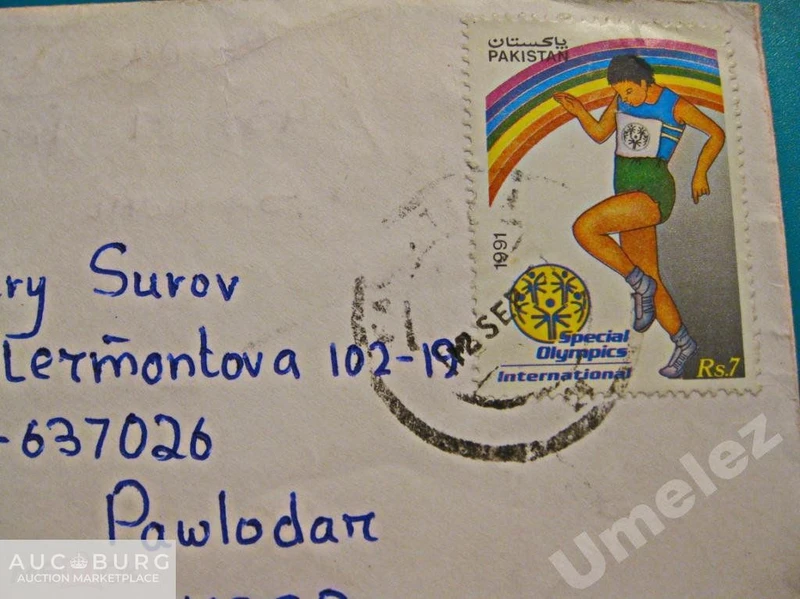 پاکستان
PAKISTAN
1991
Special
Olympics
International
Rs.7
12 SEP
ry Surov
Lermontova 102-19
-637026
Pawlodar
AUCBURG
AUCTION MARKETPLACE
Umelez